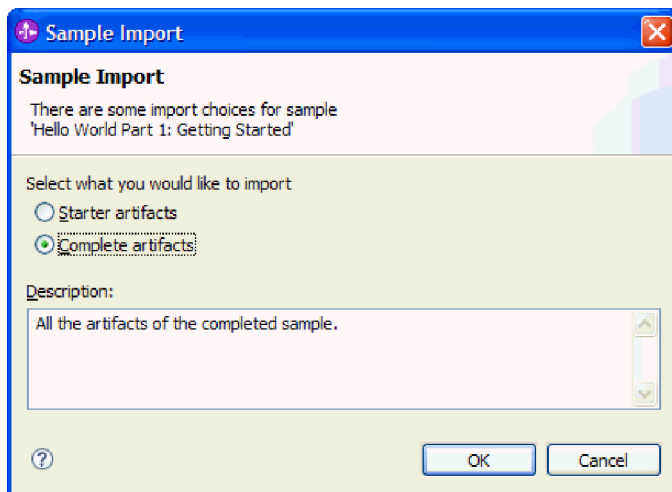 Sample Import
Sample Import
There are some import choices for sample
'Hello World Part 1: Getting Started'
Select what you would like to import
Starter artifacts
Complete artifacts
Description:
All the artifacts of the completed sample.
?
OK Cancel